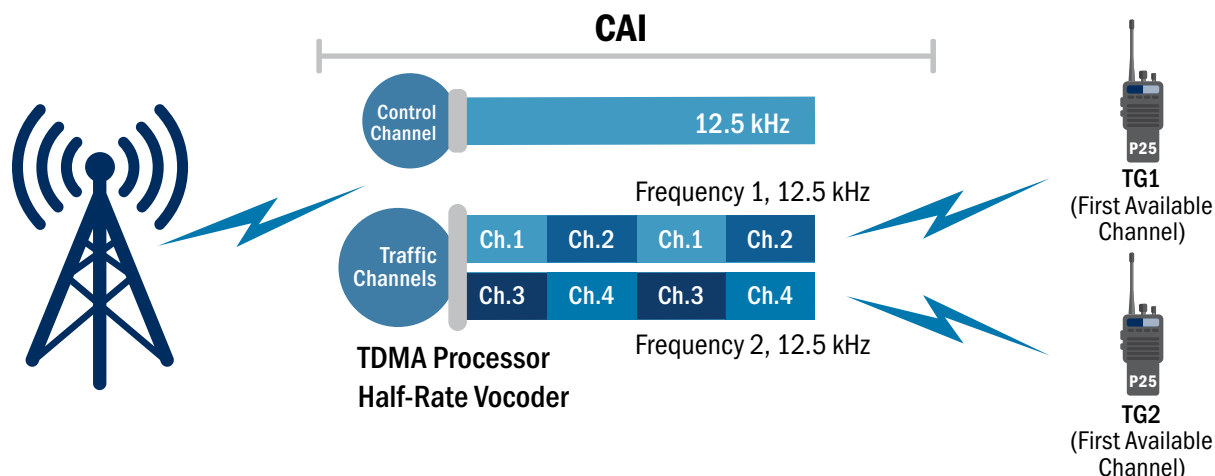 CAI
Control
Channel
12.5 kHz
Frequency 1, 12.5 kHz
Traffic
Channels
Ch.1 Ch.2 Ch.1 Ch.2
Ch.3 Ch.4 Ch.3 Ch.4
Frequency 2, 12.5 kHz
TDMA Processor
Half-Rate Vocoder
P25
TG1
(First Available
Channel)
P25
TG2
(First Available
Channel)